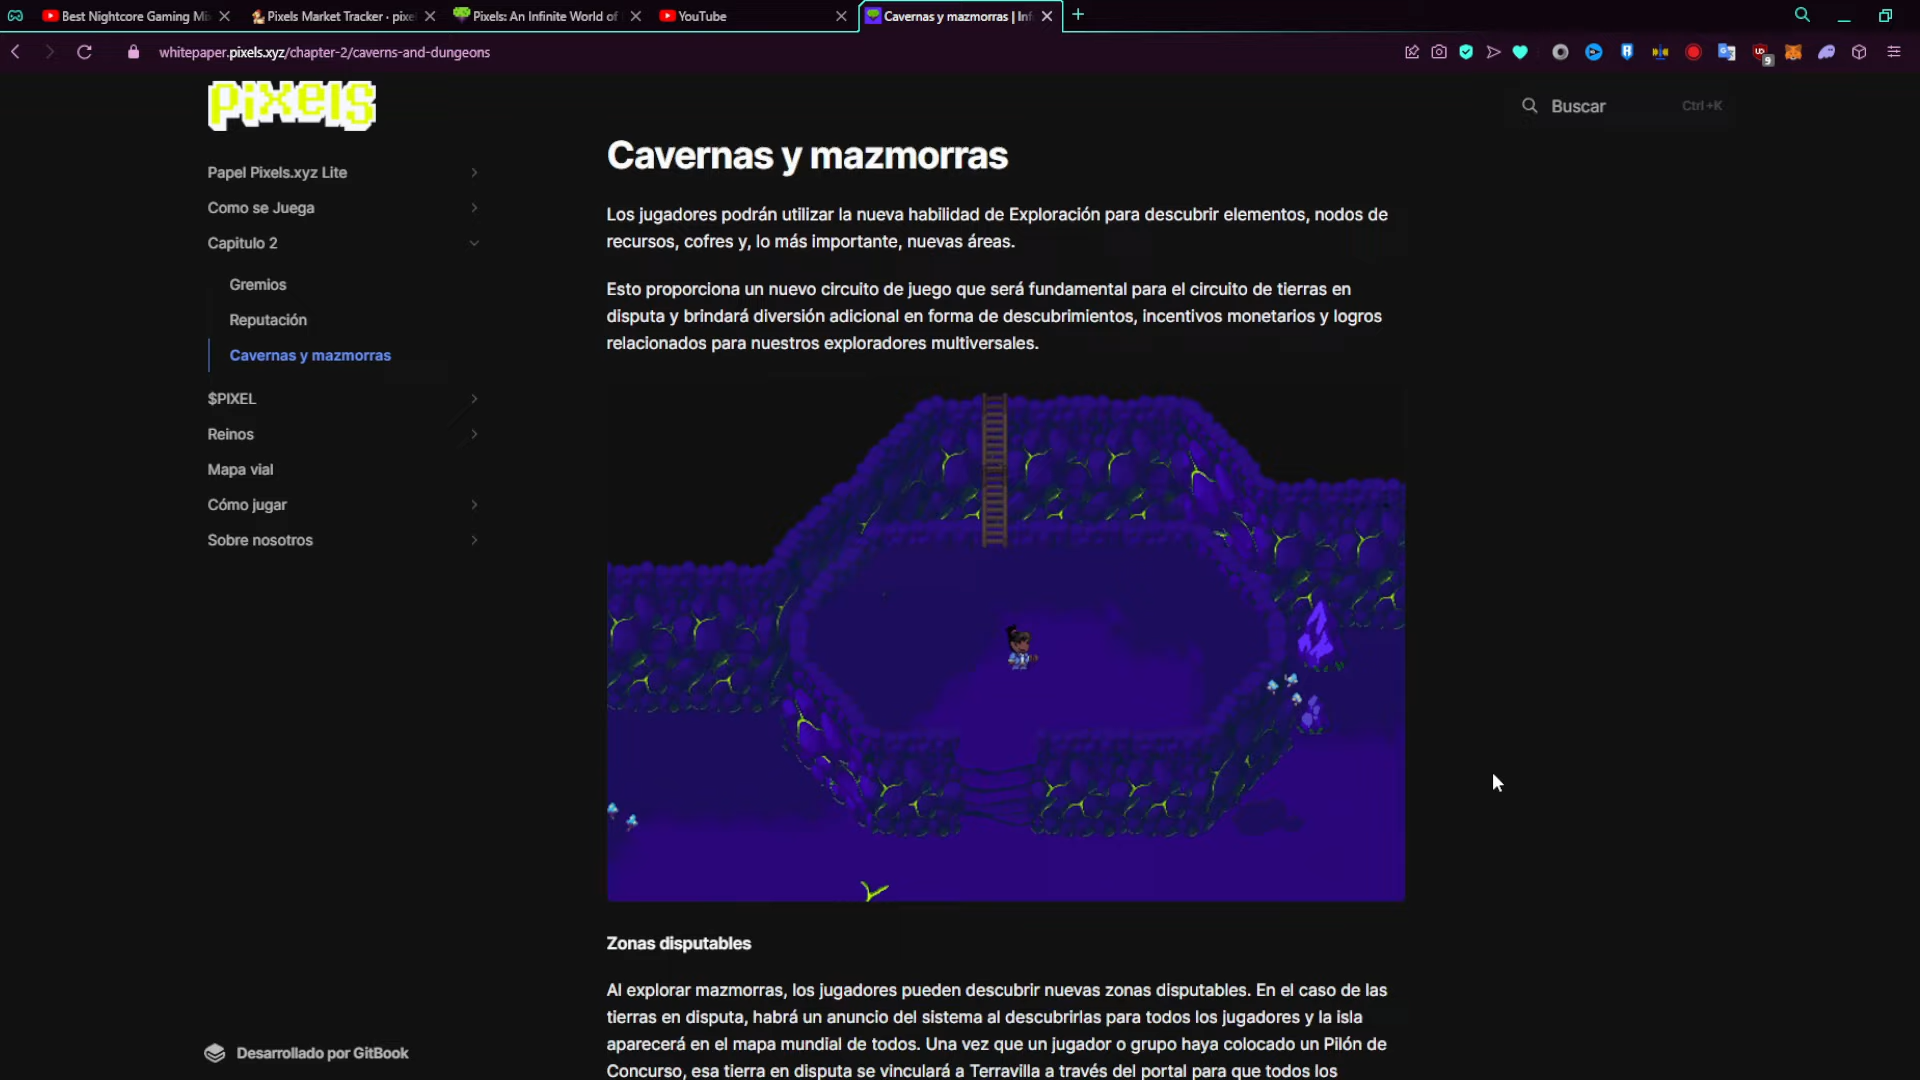 Best Nightcore Gaming Mi
Pixels Market Tracker · pixe
Pixels: An Infinite World of
YouTube
Cavernas y mazmorras | Inf
whitepaper.pixels.xyz/chapter-2/caverns-and-dungeons
9
pixels
Buscar
Ctrl+K
Papel Pixels.xyz Lite
Como se Juega
Capitulo 2
Gremios
Reputación
Cavernas y mazmorras
$PIXEL
Reinos
Mapa vial
Cómo jugar
Sobre nosotros
Desarrollado por GitBook
Cavernas y mazmorras
Los jugadores podrán utilizar la nueva habilidad de Exploración para descubrir elementos, nodos de
recursos, cofres y, lo más importante, nuevas áreas.
Esto proporciona un nuevo circuito de juego que será fundamental para el circuito de tierras en
disputa y brindará diversión adicional en forma de descubrimientos, incentivos monetarios y logros
relacionados para nuestros exploradores multiversales.
Zonas disputables
Al explorar mazmorras, los jugadores pueden descubrir nuevas zonas disputables. En el caso de las
tierras en disputa, habrá un anuncio del sistema al descubrirlas para todos los jugadores y la isla
aparecerá en el mapa mundial de todos. Una vez que un jugador o grupo haya colocado un Pilón de
Concurso, esa tierra en disputa se vinculará a Terravilla a través del portal para que todos los